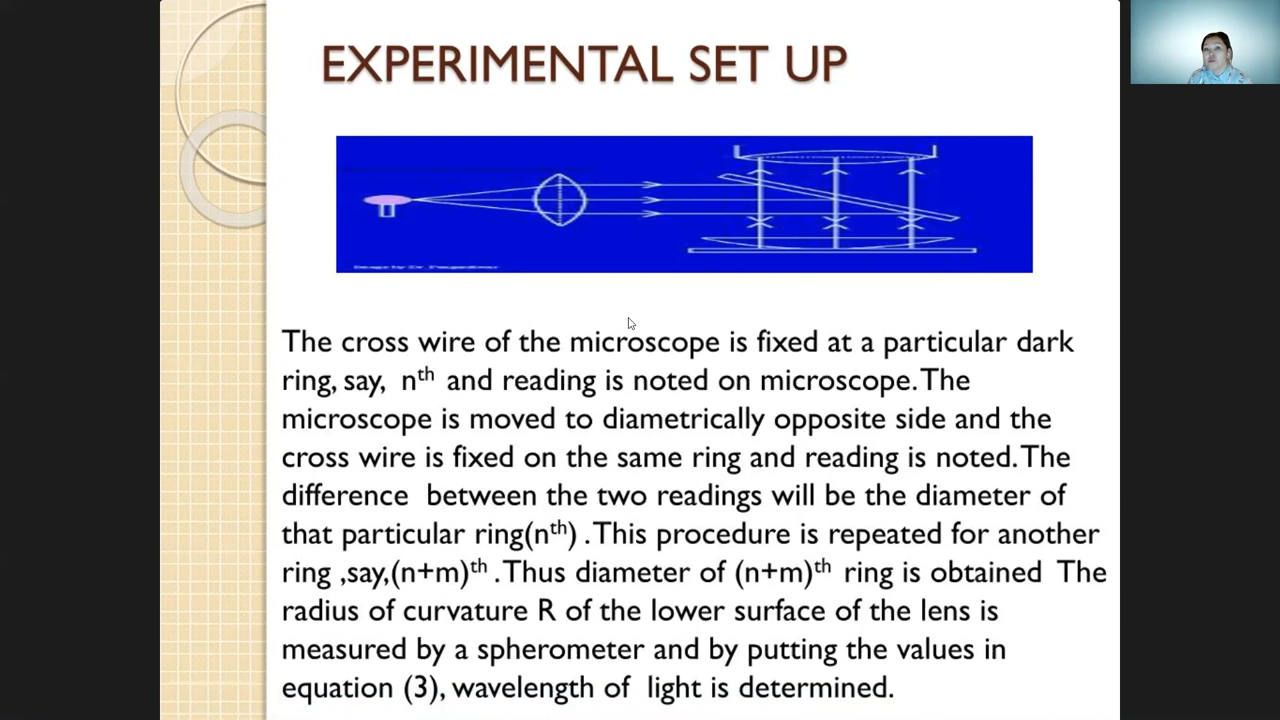 EXPERIMENTAL SET UP
The cross wire of the microscope is fixed at a particular dark
ring, say, nth and reading is noted on microscope.The
microscope is moved to diametrically opposite side and the
cross wire is fixed on the same ring and reading is noted.The
difference between the two readings will be the diameter of
that particular ring(nth) .This procedure is repeated for another
ring ,say,(n+m)th .Thus diameter of (n+m)th ring is obtained The
radius of curvature R of the lower surface of the lens is
measured by a spherometer and by putting the values in
equation (3), wavelength of light is determined.